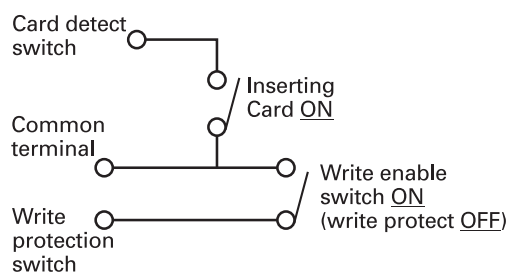 Card detect
switch
Inserting
Card ON
Common
terminal
Write enable
switch ON
(write protect OFF)
Write
protection
switch